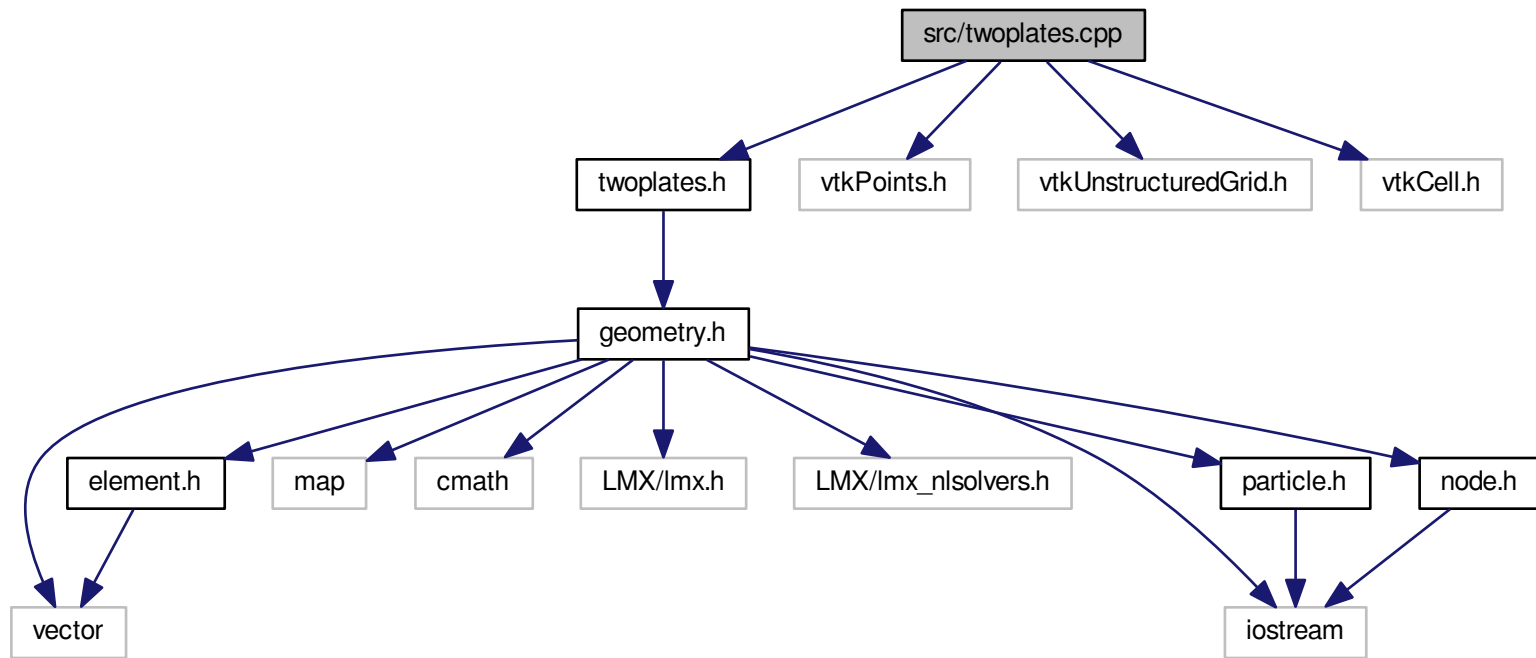 src/twoplates.cpp
twoplates.h
vtkPoints.h
vtkUnstructuredGrid.h
vtkCell.h
geometry.h
element.h
map
cmath
LMX/lmx.h
LMX/lmx_nlsolvers.h
particle.h
node.h
vector
iostream